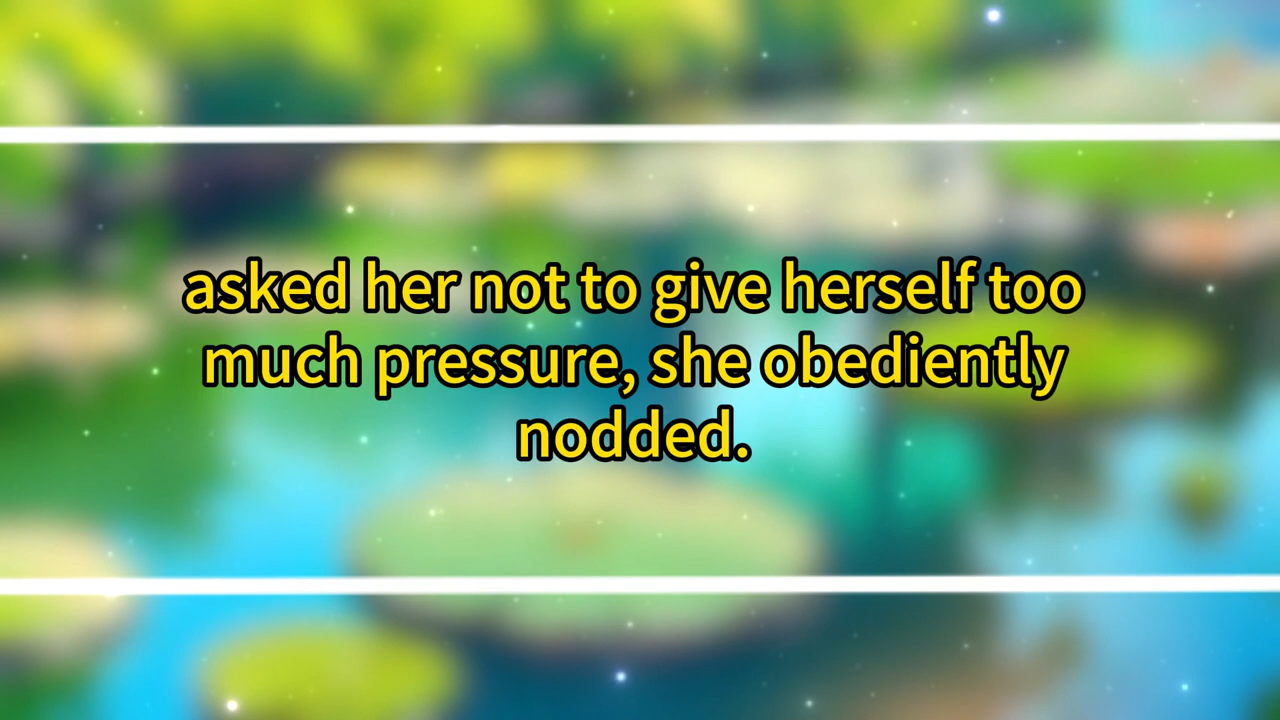 asked her not to give herself too
much pressure, she obediently
nodded.